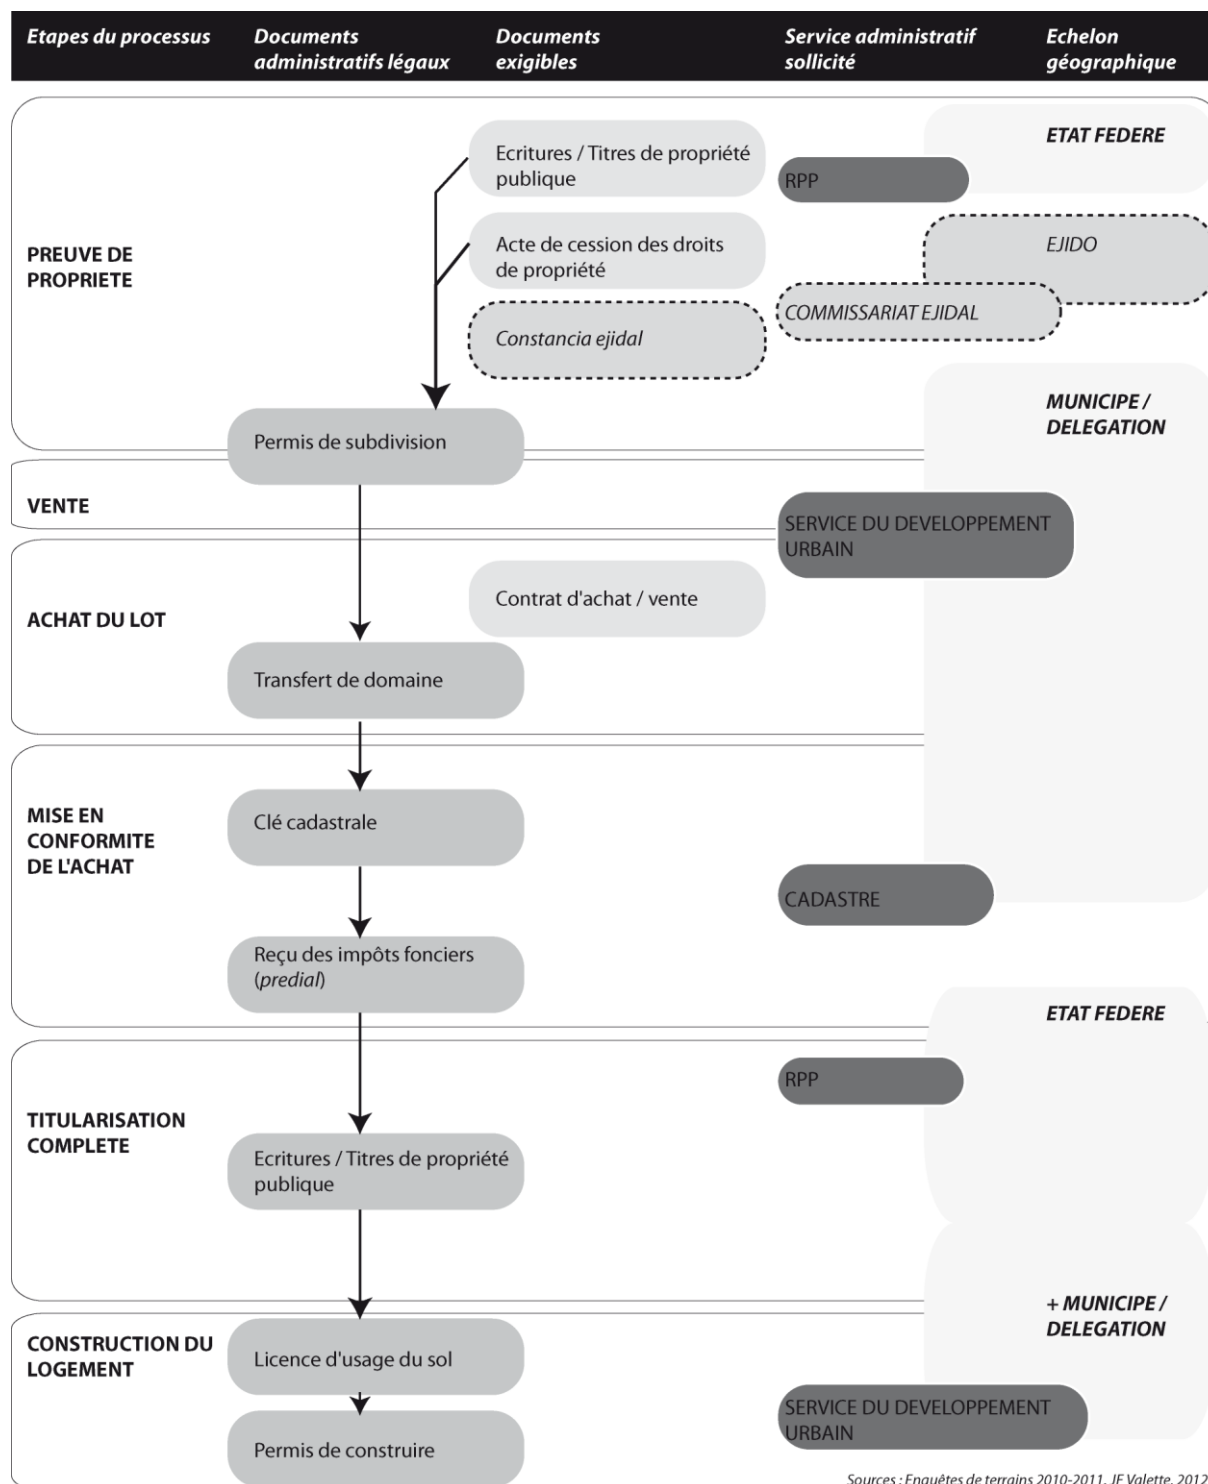 Etapes du processus
Documents
administratifs légaux
Documents
exigibles
Service administratif
sollicité
Echelon
géographique
PREUVE DE
PROPRIETE
Ecritures / Titres de propriété
publique
RPP
ETAT FEDERE
Acte de cession des droits
de propriété
EJIDO
Constancia ejidal
COMMISSARIAT EJIDAL
MUNICIPE /
DELEGATION
Permis de subdivision
VENTE
SERVICE DU DEVELOPPEMENT
URBAIN
ACHAT DU LOT
Contrat d'achat / vente
Transfert de domaine
MISE EN
CONFORMITE
DE L'ACHAT
Clé cadastrale
CADASTRE
Reçu des impôts fonciers
(predial)
ETAT FEDERE
TITULARISATION
COMPLETE
RPP
Ecritures / Titres de propriété
publique
+ MUNICIPE /
DELEGATION
CONSTRUCTION DU
LOGEMENT
Licence d'usage du sol
SERVICE DU DEVELOPPEMENT
URBAIN
Permis de construire
Sources : Enquêtes de terrains 2010-2011, JF Valette, 2012